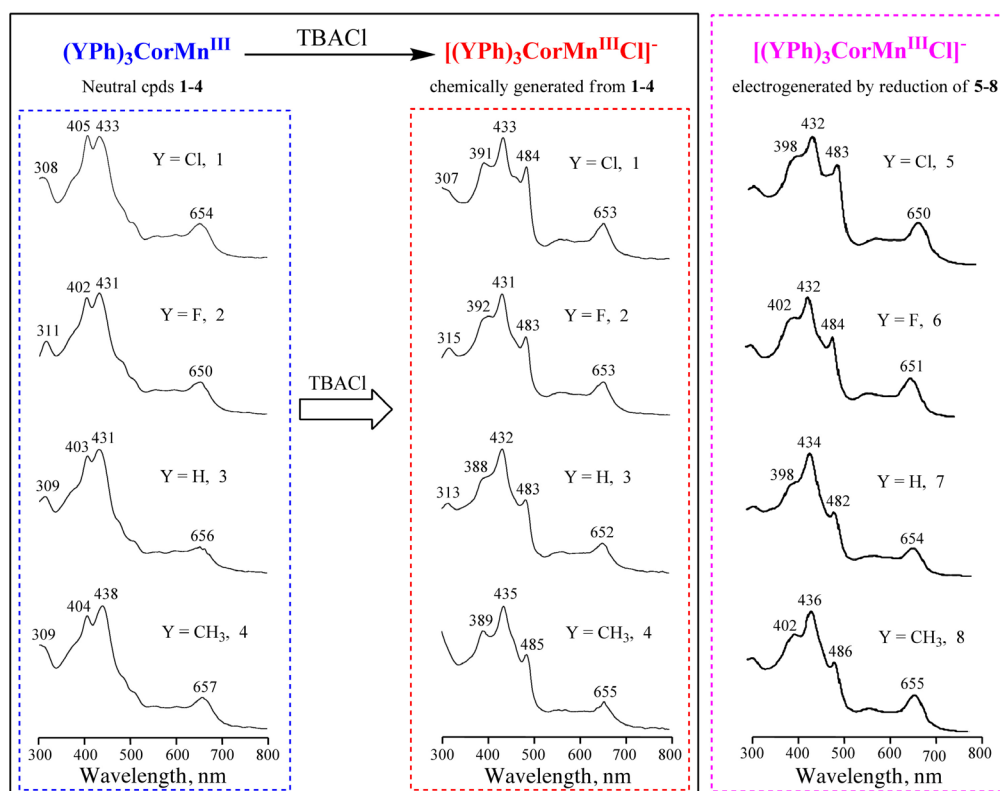 (YPh)₃CorMnᴵᴵᴵ
TBACl
[(YPh)₃CorMnᴵᴵᴵCl]⁻
Neutral cpds 1-4
chemically generated from 1-4
405 433
308
Y = Cl, 1
654
402 431
311
Y = F, 2
650
403 431
309
Y = H, 3
656
404 438
309
Y = CH₃, 4
657
300 400 500 600 700 800
Wavelength, nm
TBACl
433
391 484
307
Y = Cl, 1
653
431
392
483
315
Y = F, 2
653
432
388
483
313
Y = H, 3
652
435
389
485
Y = CH₃, 4
655
300 400 500 600 700 800
Wavelength, nm
[(YPh)₃CorMnᴵᴵᴵCl]⁻
electrogenerated by reduction of 5-8
432
398 483
Y = Cl, 5
650
432
402
484
Y = F, 6
651
434
398
482
Y = H, 7
654
436
402
486
Y = CH₃, 8
655
300 400 500 600 700 800
Wavelength, nm